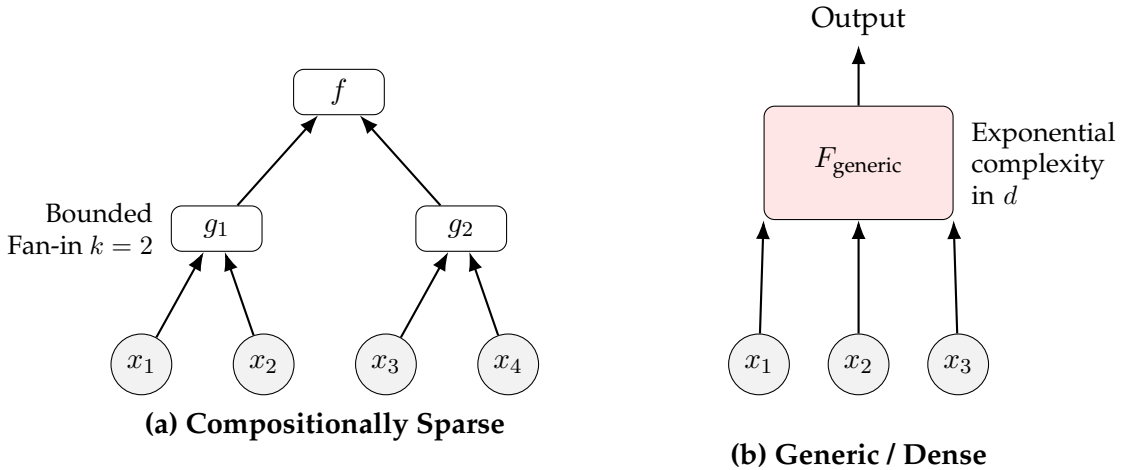 f
Bounded
Fan-in k = 2
g₁
g₂
x₁
x₂
x₃
x₄
(a) Compositionally Sparse
Output
F_generic
Exponential
complexity
in d
x₁
x₂
x₃
(b) Generic / Dense